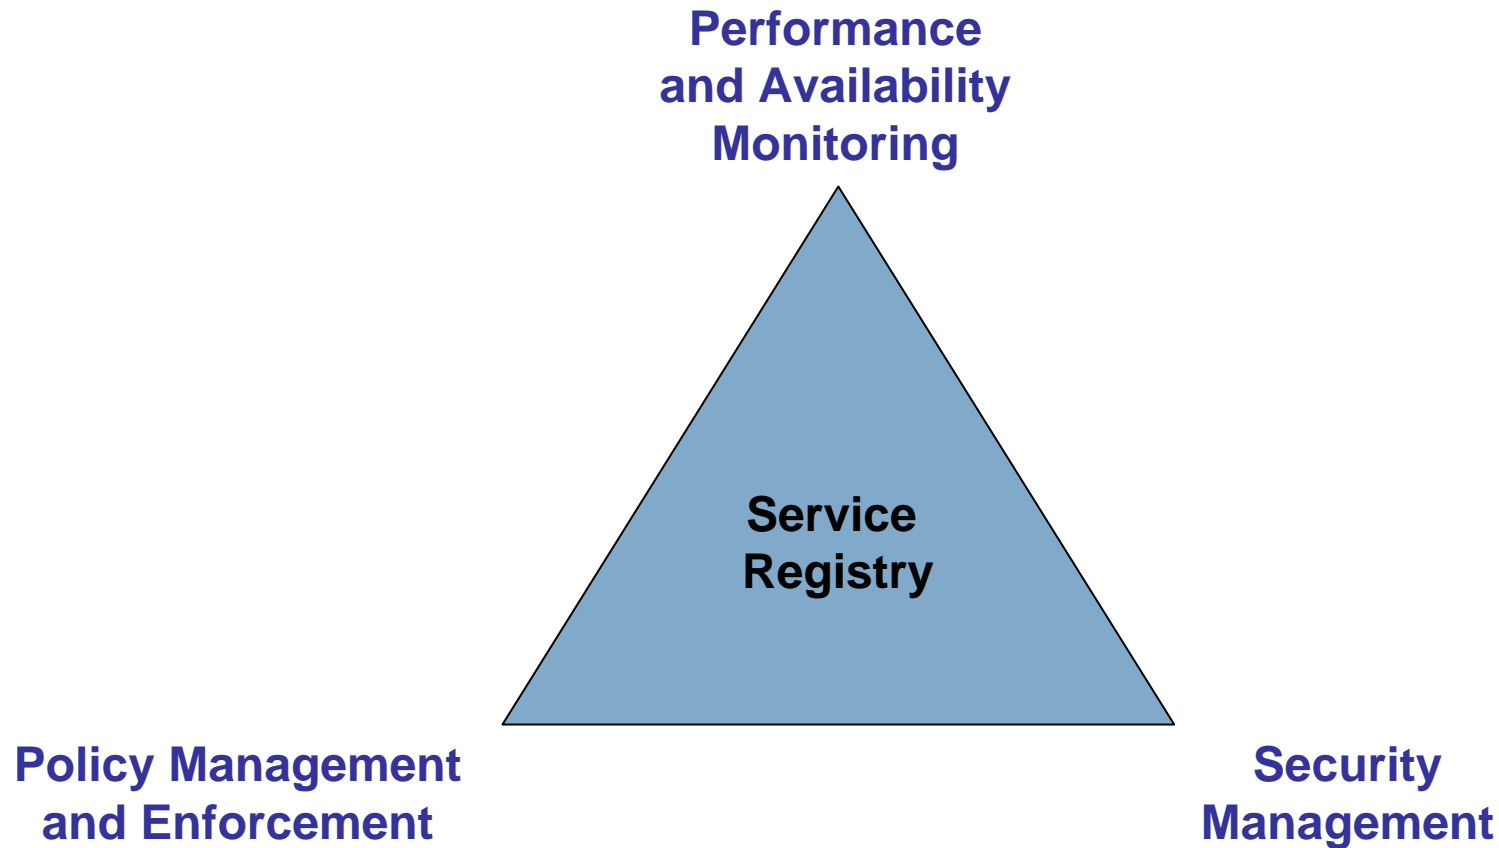 Performance
and Availability
Monitoring
Service
Registry
Policy Management
and Enforcement
Security
Management